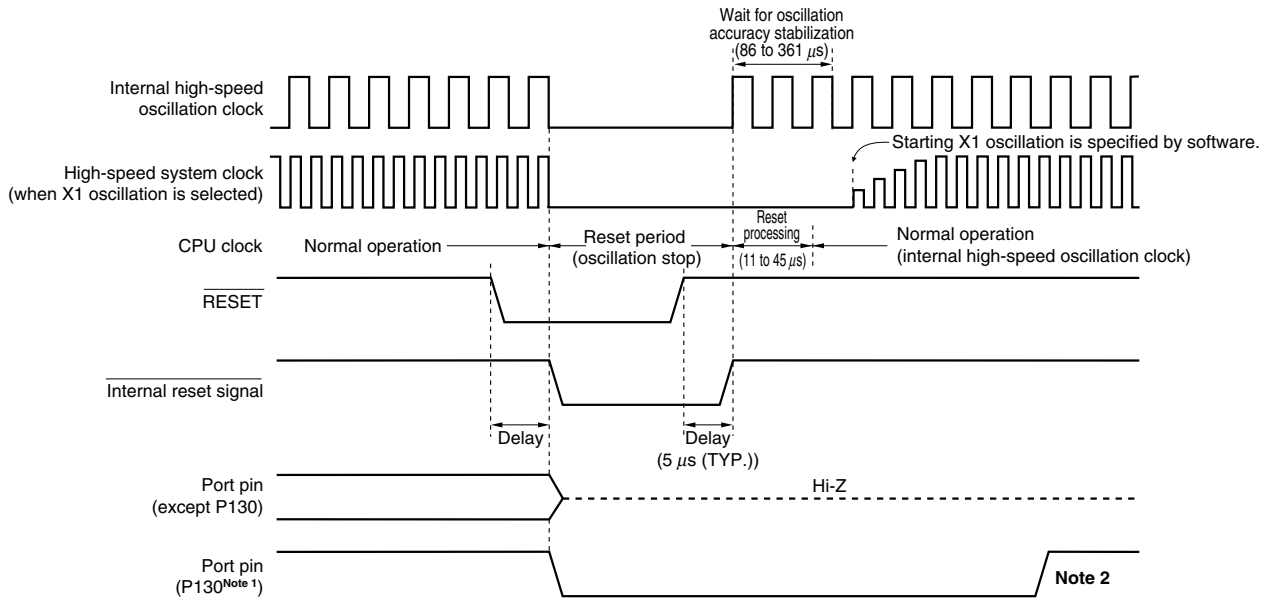 Wait for oscillation
accuracy stabilization
(86 to 361 μs)
Internal high-speed
oscillation clock
Starting X1 oscillation is specified by software.
High-speed system clock
(when X1 oscillation is selected)
CPU clock
Normal operation
Reset period
(oscillation stop)
Reset
processing
(11 to 45 μs)
Normal operation
(internal high-speed oscillation clock)
RESET
Internal reset signal
Delay
Delay
(5 μs (TYP.))
Port pin
(except P130)
Hi-Z
Port pin
(P130Note 1)
Note 2